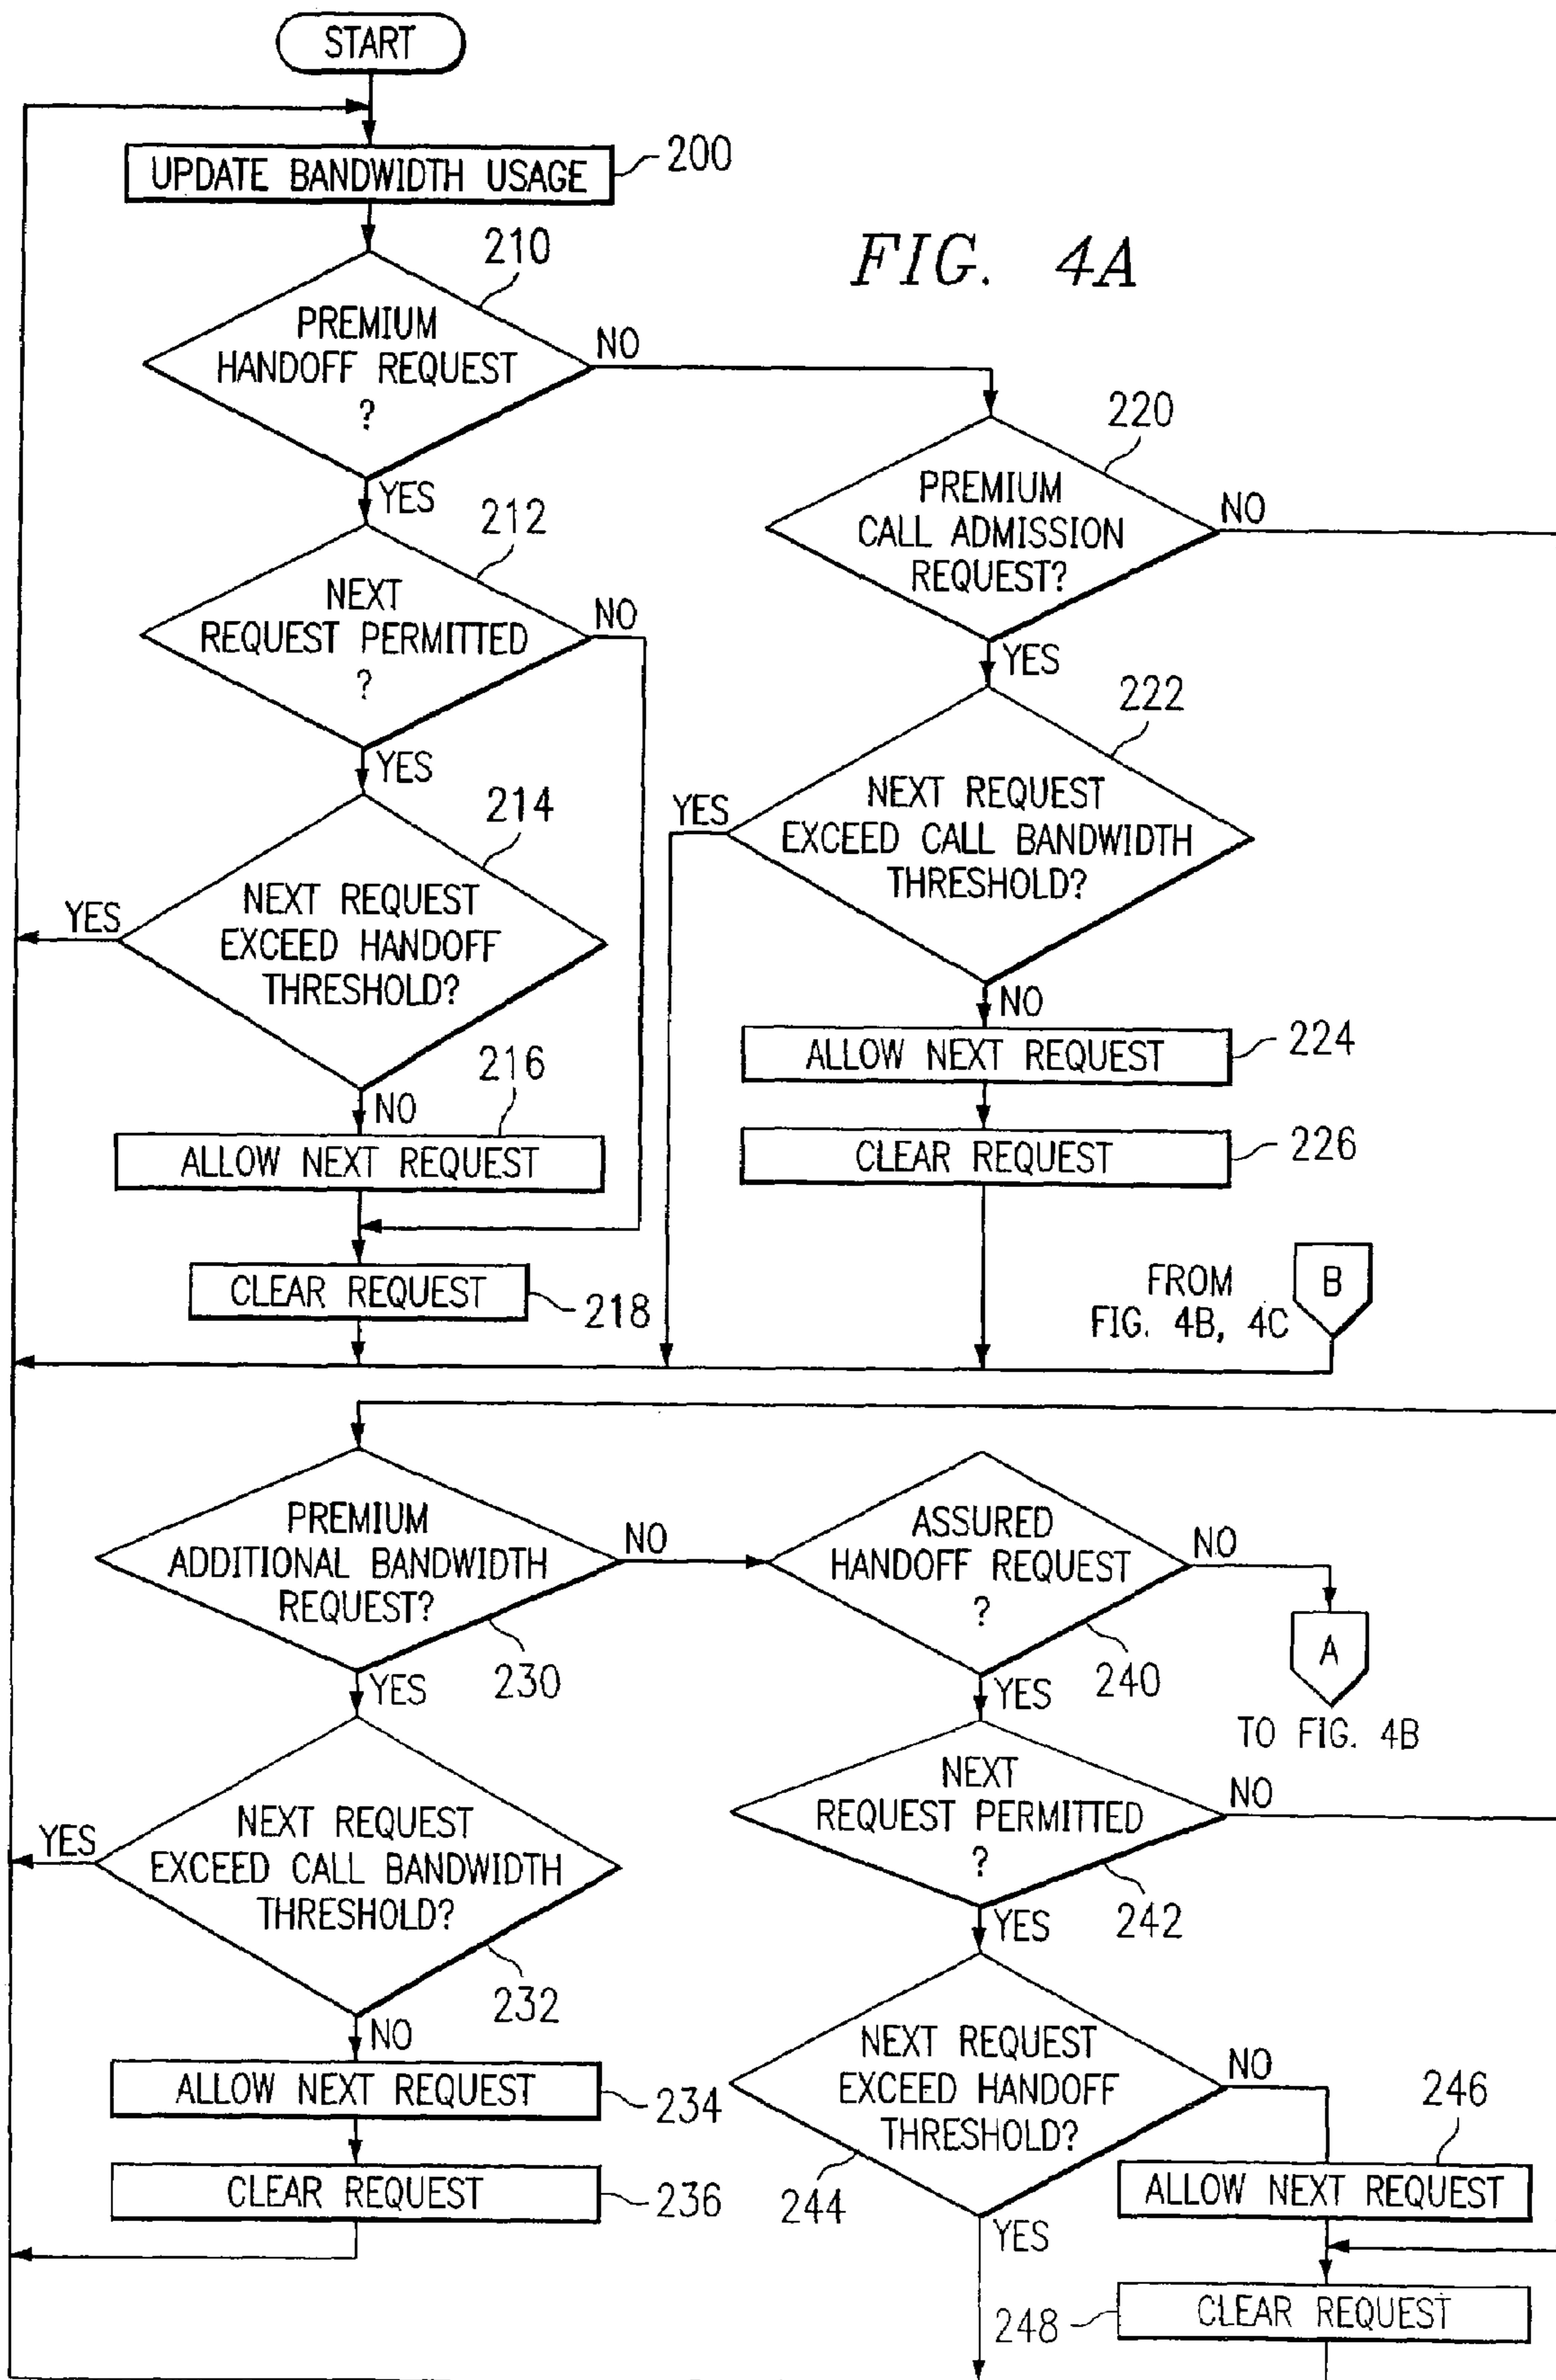 START
UPDATE BANDWIDTH USAGE
200
FIG. 4A
210
PREMIUM
HANDOFF REQUEST
?
NO
YES
220
PREMIUM
CALL ADMISSION
REQUEST?
NO
YES
212
NEXT
REQUEST PERMITTED
?
NO
YES
222
NEXT REQUEST
EXCEED CALL BANDWIDTH
THRESHOLD?
YES
NO
214
NEXT REQUEST
EXCEED HANDOFF
THRESHOLD?
YES
NO
216
ALLOW NEXT REQUEST
ALLOW NEXT REQUEST
224
CLEAR REQUEST
226
CLEAR REQUEST
218
FROM
FIG. 4B, 4C
B
PREMIUM
ADDITIONAL BANDWIDTH
REQUEST?
NO
230
YES
ASSURED
HANDOFF REQUEST
?
NO
240
YES
A
TO FIG. 4B
NEXT REQUEST
EXCEED CALL BANDWIDTH
THRESHOLD?
YES
232
NO
NEXT
REQUEST PERMITTED
?
NO
242
YES
ALLOW NEXT REQUEST
234
CLEAR REQUEST
236
NEXT REQUEST
EXCEED HANDOFF
THRESHOLD?
NO
244
YES
246
ALLOW NEXT REQUEST
248
CLEAR REQUEST